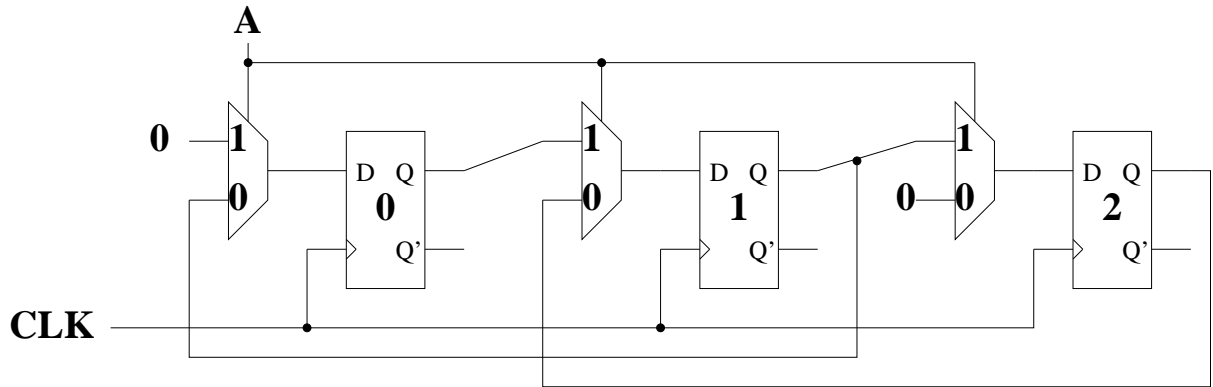 A
0 1 1 1
D Q D Q D Q
0 0 0 0
0 1 2
Q' Q' Q'
CLK